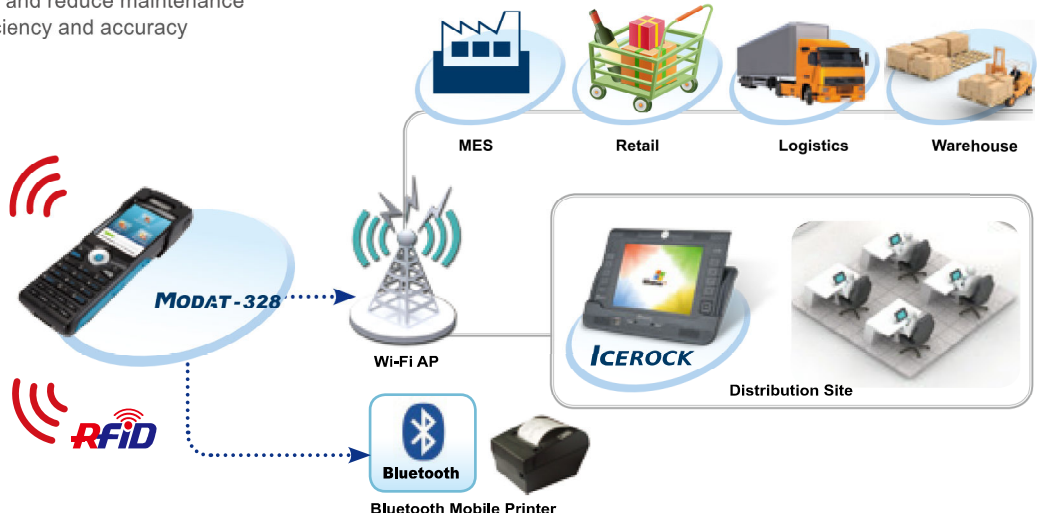 and reduce maintenance
ciency and accuracy
MES
Retail
Logistics
Warehouse
MODAT-328
Wi-Fi AP
ICEROCK
Distribution Site
RFiD
Bluetooth
Bluetooth Mobile Printer